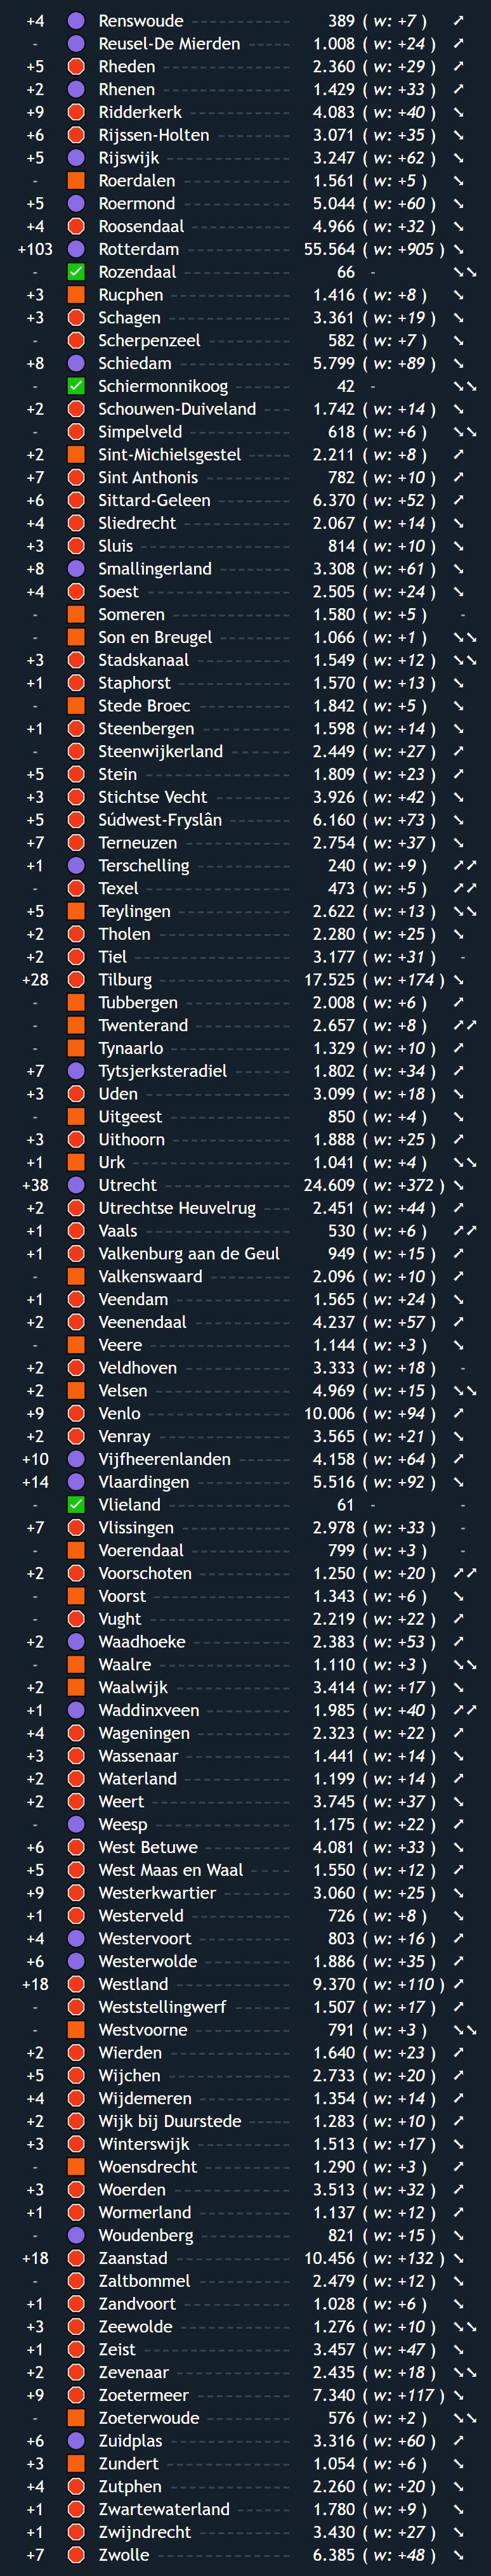 +4 Renswoude 389 ( w: +7 ) ➚
- Reusel-De Mierden 1.008 ( w: +24 ) ➚
+5 Rheden 2.360 ( w: +29 ) ➚
+2 Rhenen 1.429 ( w: +33 ) ➚
+9 Ridderkerk 4.083 ( w: +40 ) ➘
+6 Rijssen-Holten 3.071 ( w: +35 ) ➘
+5 Rijswijk 3.247 ( w: +62 ) ➘
- Roerdalen 1.561 ( w: +5 ) ➘
+5 Roermond 5.044 ( w: +60 ) ➘
+4 Roosendaal 4.966 ( w: +32 ) ➘
+103 Rotterdam 55.564 ( w: +905 ) ➘
- Rozendaal 66 - ➘➘
+3 Rucphen 1.416 ( w: +8 ) ➘
+3 Schagen 3.361 ( w: +19 ) ➘
- Scherpenzeel 582 ( w: +7 ) ➘
+8 Schiedam 5.799 ( w: +89 ) ➘
- Schiermonnikoog 42 - ➘➘
+2 Schouwen-Duiveland 1.742 ( w: +14 ) ➘
- Simpelveld 618 ( w: +6 ) ➘➘
+2 Sint-Michielsgestel 2.211 ( w: +8 ) ➚
+7 Sint Anthonis 782 ( w: +10 ) ➚
+6 Sittard-Geleen 6.370 ( w: +52 ) ➚
+4 Sliedrecht 2.067 ( w: +14 ) ➘
+3 Sluis 814 ( w: +10 ) ➘
+8 Smallingerland 3.308 ( w: +61 ) ➘
+4 Soest 2.505 ( w: +24 ) ➘
- Someren 1.580 ( w: +5 ) -
- Son en Breugel 1.066 ( w: +1 ) ➘➘
+3 Stadskanaal 1.549 ( w: +12 ) ➘➘
+1 Staphorst 1.570 ( w: +13 ) ➘
- Stede Broec 1.842 ( w: +5 ) ➘
+1 Steenbergen 1.598 ( w: +14 ) ➘
- Steenwijkerland 2.449 ( w: +27 ) ➚
+5 Stein 1.809 ( w: +23 ) ➚
+3 Stichtse Vecht 3.926 ( w: +42 ) ➘
+5 Súdwest-Fryslân 6.160 ( w: +73 ) ➘
+7 Terneuzen 2.754 ( w: +37 ) ➘
+1 Terschelling 240 ( w: +9 ) ➚➚
- Texel 473 ( w: +5 ) ➚➚
+5 Teylingen 2.622 ( w: +13 ) ➘➘
+2 Tholen 2.280 ( w: +25 ) ➘
+2 Tiel 3.177 ( w: +31 ) -
+28 Tilburg 17.525 ( w: +174 ) ➘
- Tubbergen 2.008 ( w: +6 ) ➚
- Twenterand 2.657 ( w: +8 ) ➚➚
- Tynaarlo 1.329 ( w: +10 ) ➚
+7 Tytsjerksteradiel 1.802 ( w: +34 ) ➚
+3 Uden 3.099 ( w: +18 ) ➘
- Uitgeest 850 ( w: +4 ) ➘
+3 Uithoorn 1.888 ( w: +25 ) ➚
+1 Urk 1.041 ( w: +4 ) ➘➘
+38 Utrecht 24.609 ( w: +372 ) ➘
+2 Utrechtse Heuvelrug 2.451 ( w: +44 ) ➚
+1 Vaals 530 ( w: +6 ) ➚➚
+1 Valkenburg aan de Geul 949 ( w: +15 ) ➚
- Valkenswaard 2.096 ( w: +10 ) ➚
+1 Veendam 1.565 ( w: +24 ) ➘
+2 Veenendaal 4.237 ( w: +57 ) ➚
- Veere 1.144 ( w: +3 ) ➘
+2 Veldhoven 3.333 ( w: +18 ) -
+2 Velsen 4.969 ( w: +15 ) ➘➘
+9 Venlo 10.006 ( w: +94 ) ➚
+2 Venray 3.565 ( w: +21 ) ➘
+10 Vijfheerenlanden 4.158 ( w: +64 ) ➚
+14 Vlaardingen 5.516 ( w: +92 ) ➘
- Vlieland 61 - -
+7 Vlissingen 2.978 ( w: +33 ) -
- Voerendaal 799 ( w: +3 ) -
+2 Voorschoten 1.250 ( w: +20 ) ➚➚
- Voorst 1.343 ( w: +6 ) ➘
- Vught 2.219 ( w: +22 ) ➚
+2 Waadhoeke 2.383 ( w: +53 ) ➚
- Waalre 1.110 ( w: +3 ) ➘➘
+2 Waalwijk 3.414 ( w: +17 ) ➘
+1 Waddinxveen 1.985 ( w: +40 ) ➚➚
+4 Wageningen 2.323 ( w: +22 ) ➚
+3 Wassenaar 1.441 ( w: +14 ) ➘
+2 Waterland 1.199 ( w: +14 ) ➚
+2 Weert 3.745 ( w: +37 ) ➘
- Weesp 1.175 ( w: +22 ) ➚
+6 West Betuwe 4.081 ( w: +33 ) ➘
+5 West Maas en Waal 1.550 ( w: +12 ) ➚
+9 Westerkwartier 3.060 ( w: +25 ) ➘
+1 Westerveld 726 ( w: +8 ) ➘
+4 Westervoort 803 ( w: +16 ) ➚
+6 Westerwolde 1.886 ( w: +35 ) ➚
+18 Westland 9.370 ( w: +110 ) ➚
- Weststellingwerf 1.507 ( w: +17 ) ➚
- Westvoorne 791 ( w: +3 ) ➘➘
+2 Wierden 1.640 ( w: +23 ) ➚
+5 Wijchen 2.733 ( w: +20 ) ➚
+4 Wijdemeren 1.354 ( w: +14 ) ➚
+2 Wijk bij Duurstede 1.283 ( w: +10 ) ➚
+3 Winterswijk 1.513 ( w: +17 ) ➘
- Woensdrecht 1.290 ( w: +3 ) ➚
+3 Woerden 3.513 ( w: +32 ) ➚
+1 Wormerland 1.137 ( w: +12 ) ➚
- Woudenberg 821 ( w: +15 ) ➘
+18 Zaanstad 10.456 ( w: +132 ) ➘
- Zaltbommel 2.479 ( w: +12 ) ➘
+1 Zandvoort 1.028 ( w: +6 ) ➘
+3 Zeewolde 1.276 ( w: +10 ) ➘➘
+1 Zeist 3.457 ( w: +47 ) ➘
+2 Zevenaar 2.435 ( w: +18 ) ➘➘
+9 Zoetermeer 7.340 ( w: +117 ) ➘
- Zoeterwoude 576 ( w: +2 ) ➘➘
+6 Zuidplas 3.316 ( w: +60 ) ➚
+3 Zundert 1.054 ( w: +6 ) ➘
+4 Zutphen 2.260 ( w: +20 ) ➘
+1 Zwartewaterland 1.780 ( w: +9 ) ➘
+1 Zwijndrecht 3.430 ( w: +27 ) ➘
+7 Zwolle 6.385 ( w: +48 ) ➘